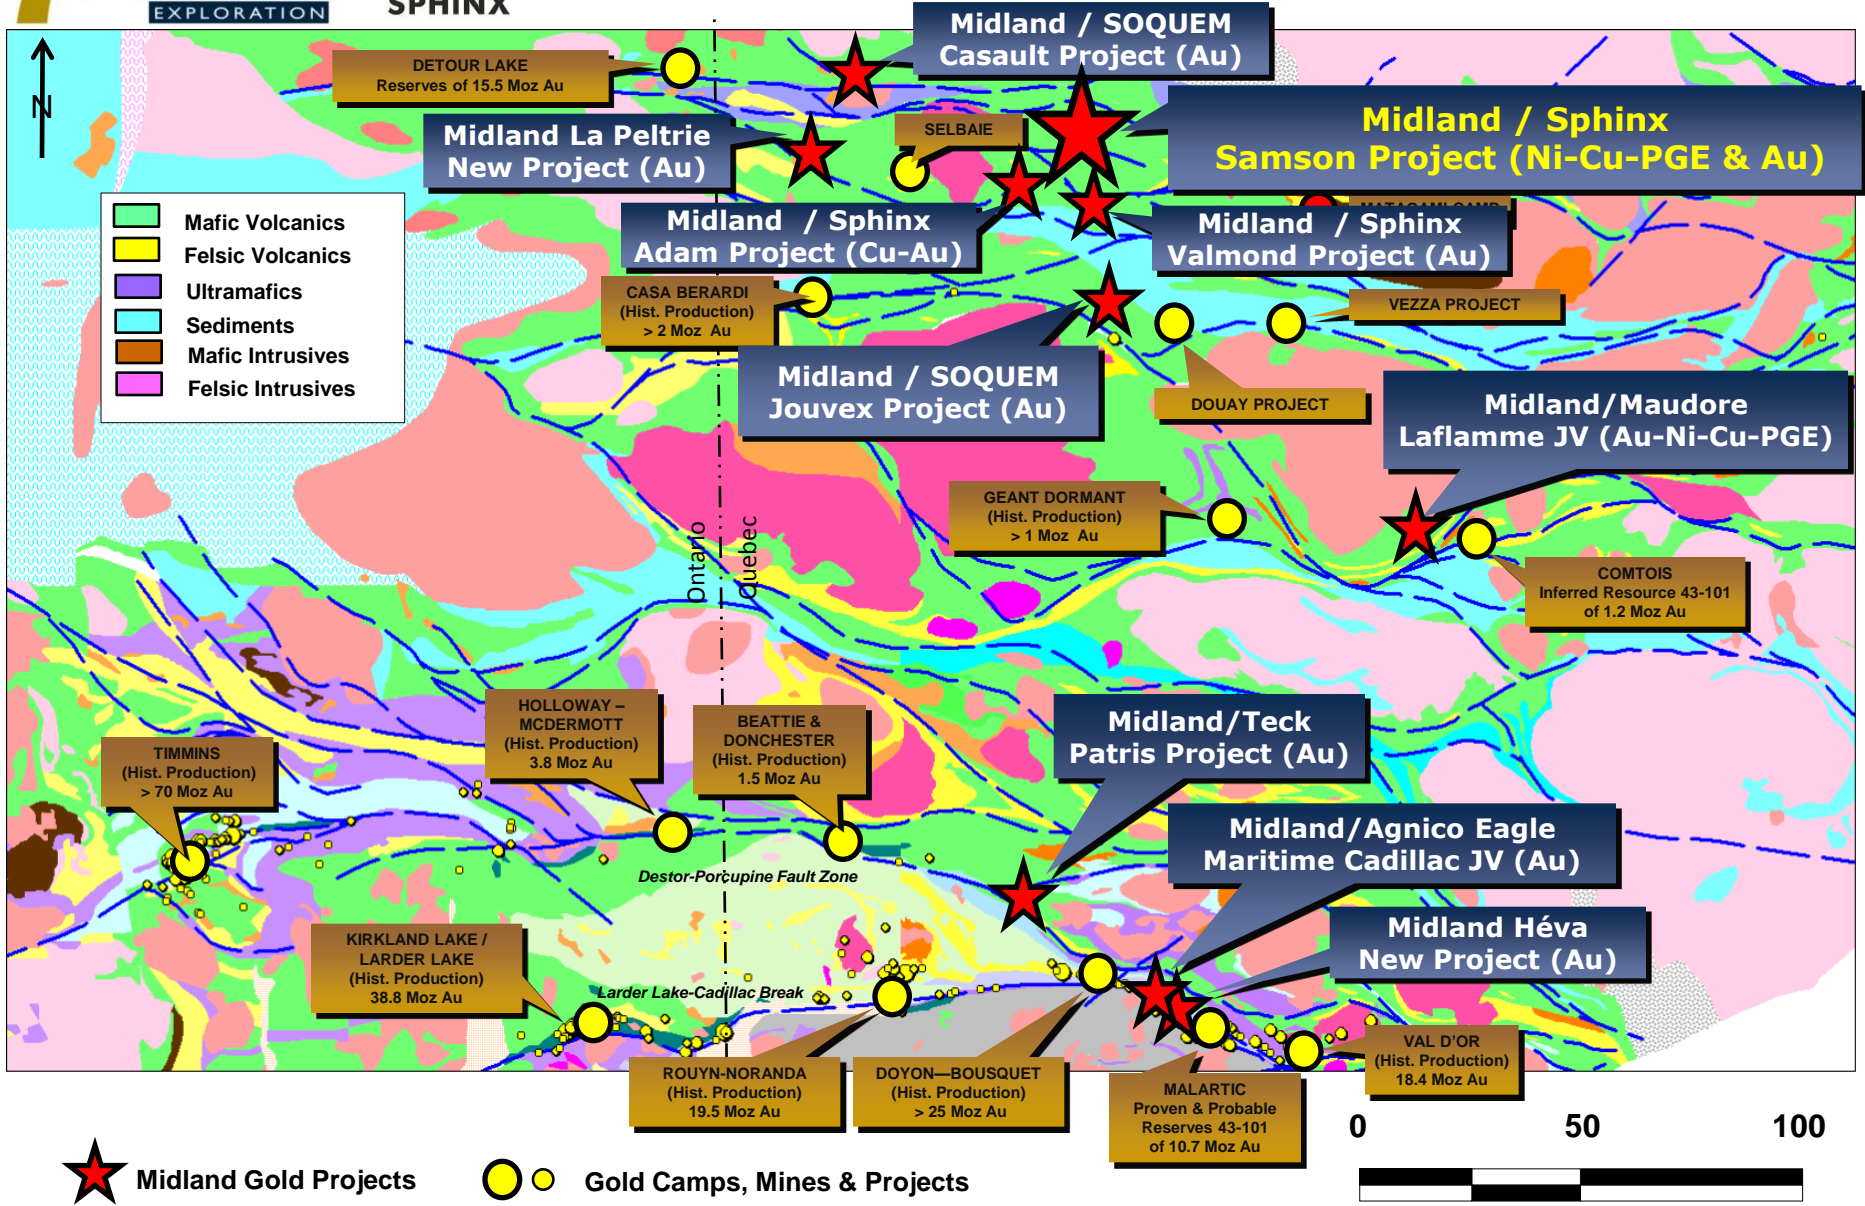 EXPLORATION
SPHINX
N
DETOUR LAKE
Reserves of 15.5 Moz Au
Midland / SOQUEM
Casault Project (Au)
Midland / Sphinx
Samson Project (Ni-Cu-PGE & Au)
Midland La Peltrie
New Project (Au)
SELBAIE
Mafic Volcanics
Felsic Volcanics
Ultramafics
Sediments
Mafic Intrusives
Felsic Intrusives
Midland / Sphinx
Adam Project (Cu-Au)
MATAGAMI CAMP
Midland / Sphinx
Valmond Project (Au)
CASA BERARDI
(Hist. Production)
> 2 Moz Au
VEZZA PROJECT
Midland / SOQUEM
Jouvex Project (Au)
DOUAY PROJECT
Midland/Maudore
Laflamme JV (Au-Ni-Cu-PGE)
GEANT DORMANT
(Hist. Production)
> 1 Moz Au
Ontario
Quebec
COMTOIS
Inferred Resource 43-101
of 1.2 Moz Au
HOLLOWAY –
MCDERMOTT
(Hist. Production)
3.8 Moz Au
BEATTIE &
DONCHESTER
(Hist. Production)
1.5 Moz Au
Midland/Teck
Patris Project (Au)
TIMMINS
(Hist. Production)
> 70 Moz Au
Midland/Agnico Eagle
Maritime Cadillac JV (Au)
Destor-Porcupine Fault Zone
Midland Héva
New Project (Au)
KIRKLAND LAKE /
LARDER LAKE
(Hist. Production)
38.8 Moz Au
Larder Lake-Cadillac Break
ROUYN-NORANDA
(Hist. Production)
19.5 Moz Au
DOYON—BOUSQUET
(Hist. Production)
> 25 Moz Au
MALARTIC
Proven & Probable
Reserves 43-101
of 10.7 Moz Au
VAL D'OR
(Hist. Production)
18.4 Moz Au
0 50 100
Midland Gold Projects
Gold Camps, Mines & Projects